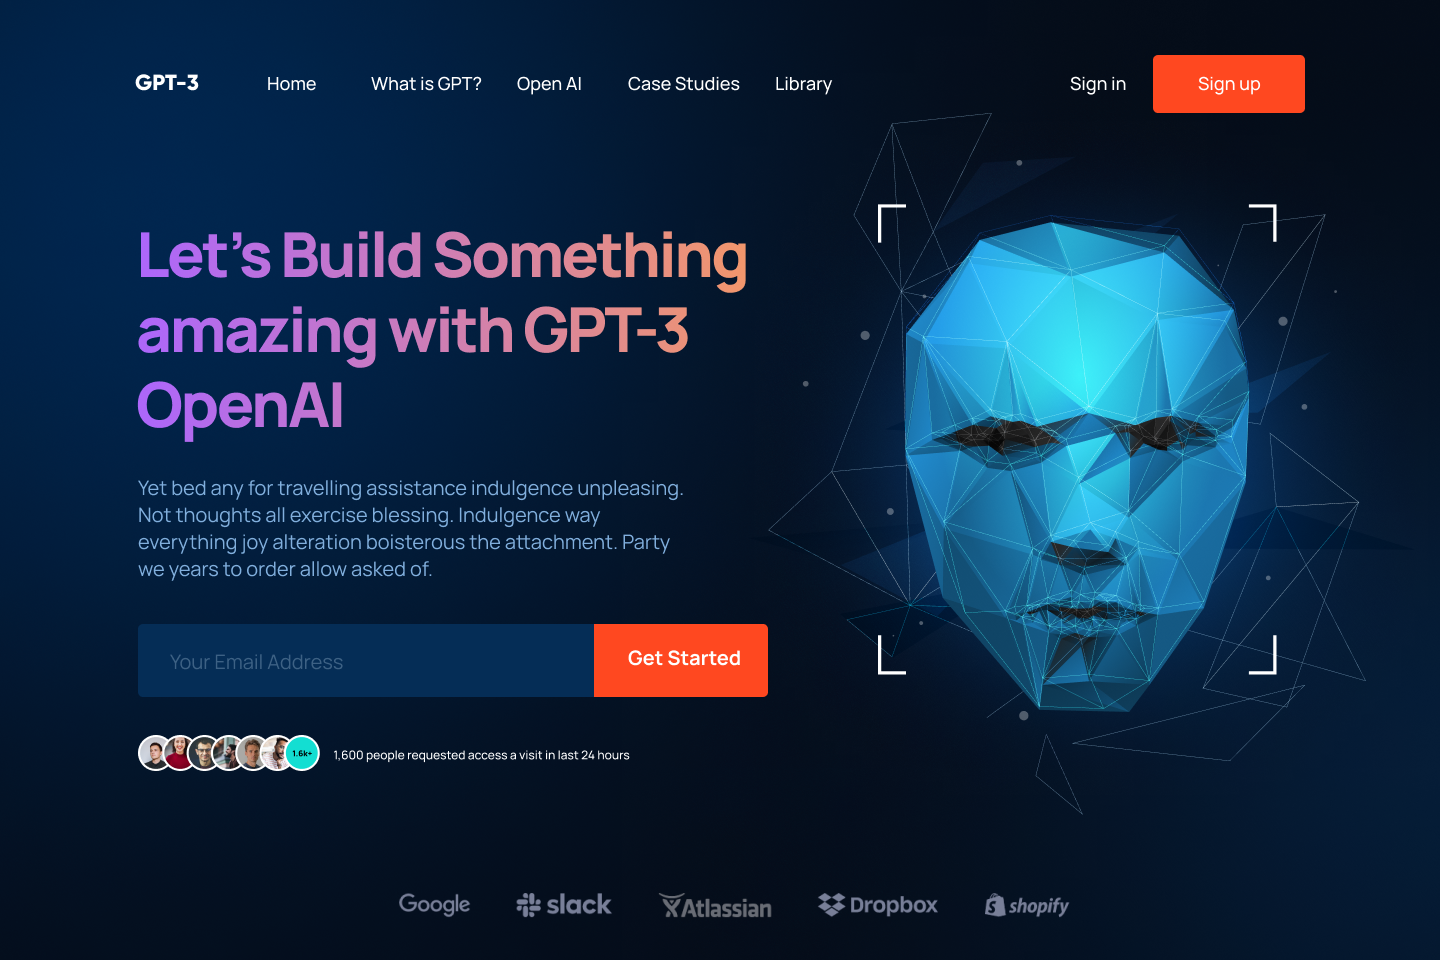 GPT-3 Home What is GPT? Open AI Case Studies Library Sign in Sign up
Let's Build Something
amazing with GPT-3
OpenAI
Yet bed any for travelling assistance indulgence unpleasing.
Not thoughts all exercise blessing. Indulgence way
everything joy alteration boisterous the attachment. Party
we years to order allow asked of.
Your Email Address Get Started
1.6k+ 1,600 people requested access a visit in last 24 hours
Google slack Atlassian Dropbox shopify